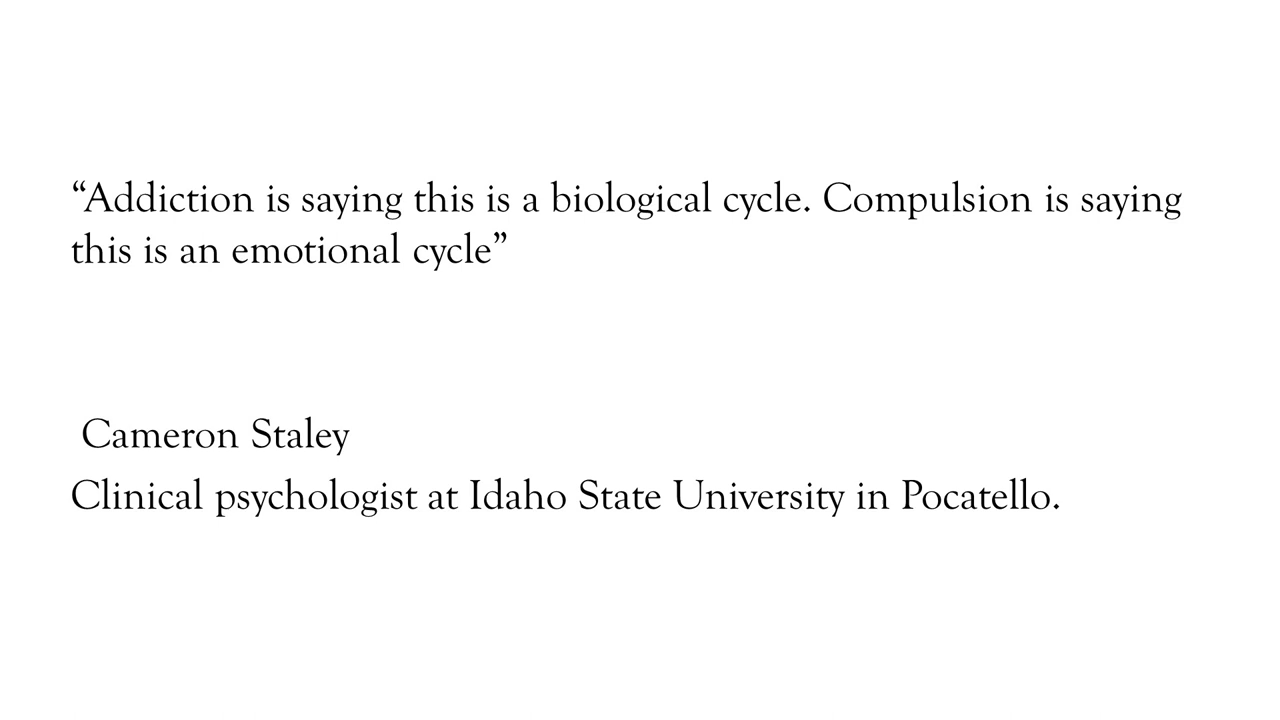 “Addiction is saying this is a biological cycle. Compulsion is saying
this is an emotional cycle”
Cameron Staley
Clinical psychologist at Idaho State University in Pocatello.